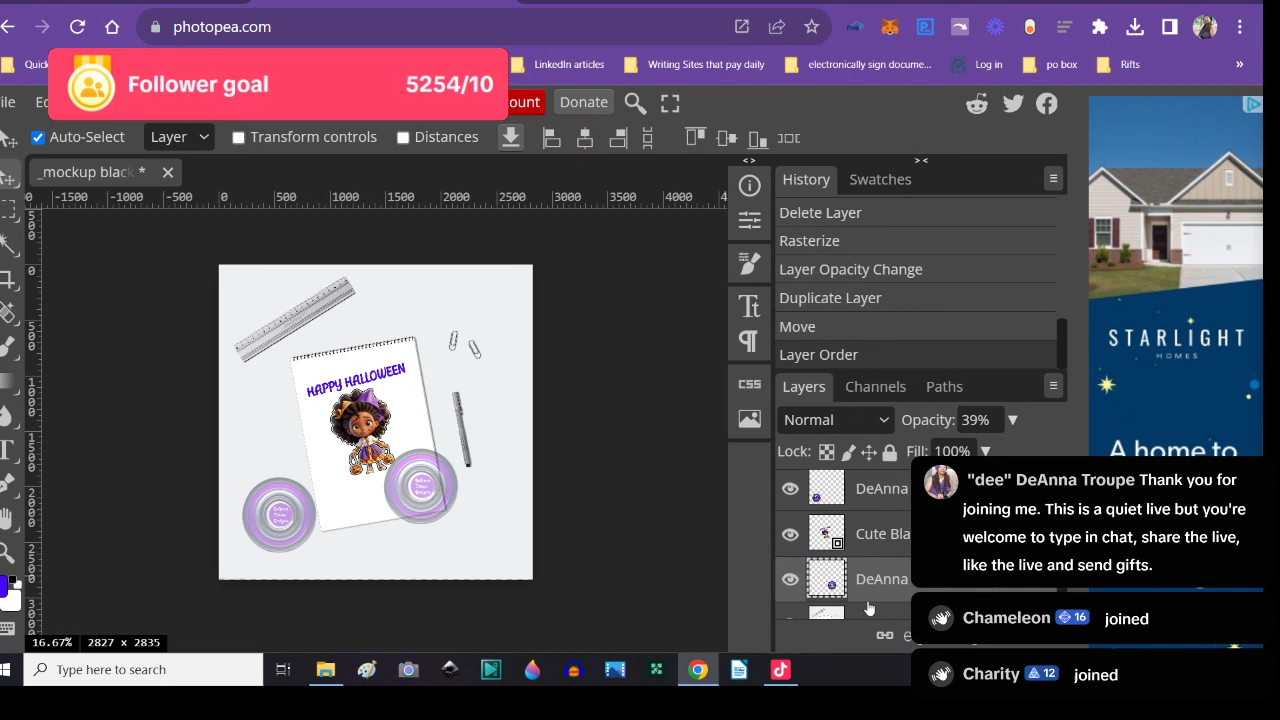 photopea.com
Quick
LinkedIn articles
Writing Sites that pay daily
electronically sign docume...
Log in
po box
Rifts
»
Follower goal 5254/10
ile
Ed
ount
Donate
Auto-Select
Layer
Transform controls
Distances
_mockup black *
0 -1500 -1000 -500 0 500 1000 1500 2000 2500 3000 3500 4000 4
< >
> <
History
Swatches
Delete Layer
Rasterize
Layer Opacity Change
Duplicate Layer
Move
Layer Order
CSS
Layers
Channels
Paths
Normal
Opacity: 39%
Lock:
Fill: 100%
DeAnna
Cute Bla
DeAnna
HAPPY HALLOWEEN
STARLIGHT
HOMES
A home to
"dee" DeAnna Troupe Thank you for
joining me. This is a quiet live but you're
welcome to type in chat, share the live,
like the live and send gifts.
Chameleon 16 joined
Charity 12 joined
16.67% 2827 × 2835
Type here to search